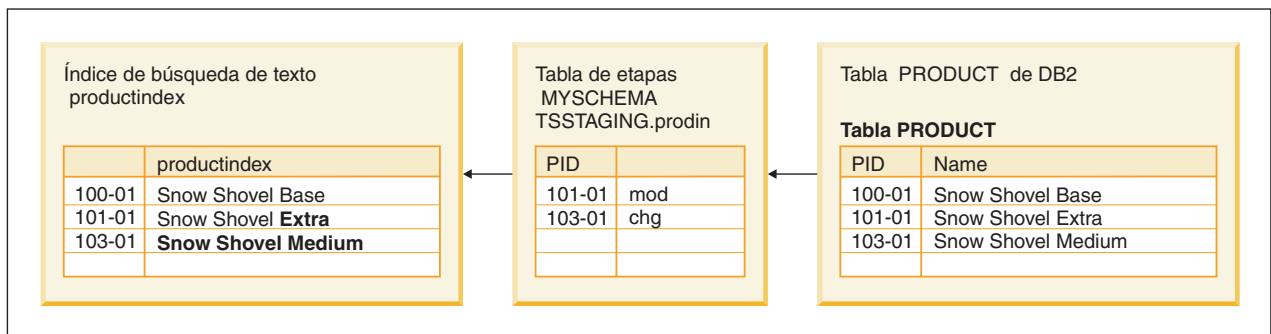 Índice de búsqueda de texto
productindex
productindex
100-01 Snow Shovel Base
101-01 Snow Shovel Extra
103-01 Snow Shovel Medium
Tabla de etapas
MYSCHEMA
TSSTAGING.prodin
PID
101-01 mod
103-01 chg
Tabla PRODUCT de DB2
Tabla PRODUCT
PID Name
100-01 Snow Shovel Base
101-01 Snow Shovel Extra
103-01 Snow Shovel Medium